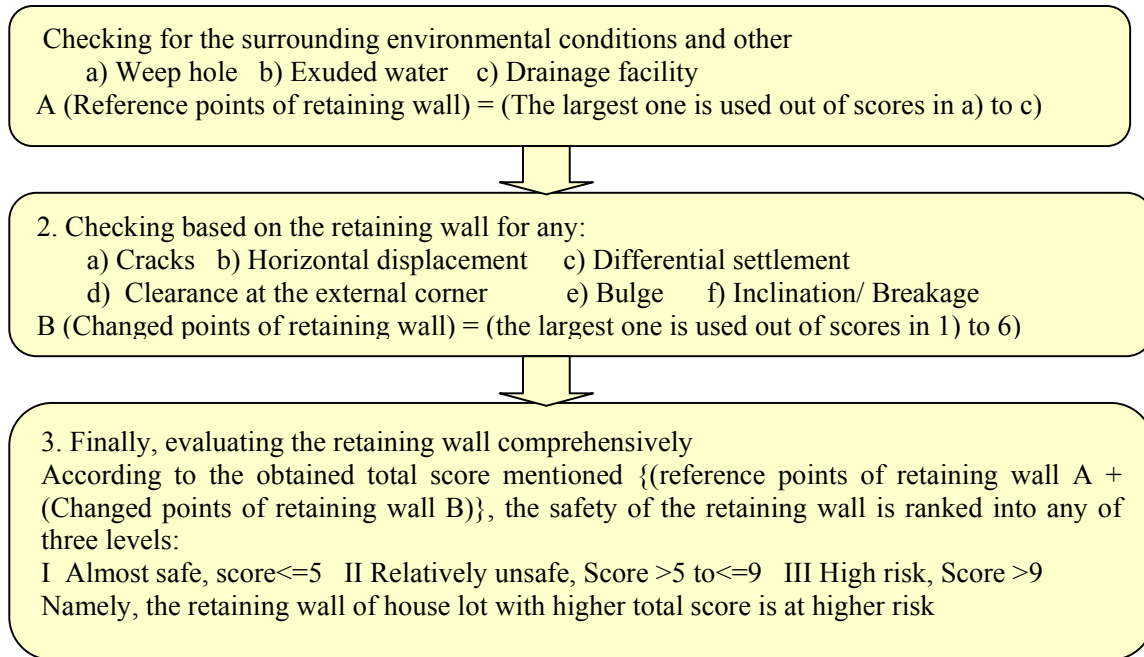 Checking for the surrounding environmental conditions and other
a) Weep hole b) Exuded water c) Drainage facility
A (Reference points of retaining wall) = (The largest one is used out of scores in a) to c)
2. Checking based on the retaining wall for any:
a) Cracks b) Horizontal displacement c) Differential settlement
d) Clearance at the external corner e) Bulge f) Inclination/ Breakage
B (Changed points of retaining wall) = (the largest one is used out of scores in 1) to 6)
3. Finally, evaluating the retaining wall comprehensively
According to the obtained total score mentioned {(reference points of retaining wall A +
(Changed points of retaining wall B)}, the safety of the retaining wall is ranked into any of
three levels:
I Almost safe, score<=5 II Relatively unsafe, Score >5 to<=9 III High risk, Score >9
Namely, the retaining wall of house lot with higher total score is at higher risk